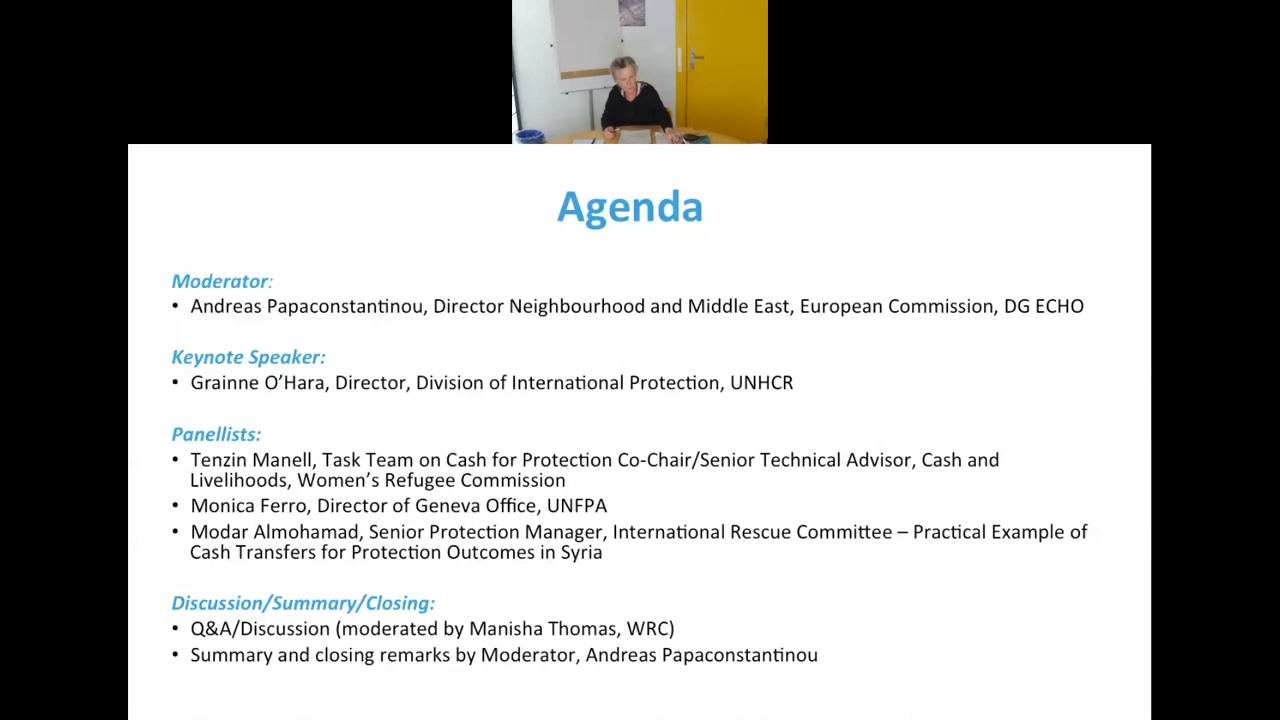 Agenda
Moderator:
• Andreas Papaconstantinou, Director Neighbourhood and Middle East, European Commission, DG ECHO
Keynote Speaker:
• Grainne O’Hara, Director, Division of International Protection, UNHCR
Panellists:
• Tenzin Manell, Task Team on Cash for Protection Co-Chair/Senior Technical Advisor, Cash and
Livelihoods, Women’s Refugee Commission
• Monica Ferro, Director of Geneva Office, UNFPA
• Modar Almohamad, Senior Protection Manager, International Rescue Committee – Practical Example of
Cash Transfers for Protection Outcomes in Syria
Discussion/Summary/Closing:
• Q&A/Discussion (moderated by Manisha Thomas, WRC)
• Summary and closing remarks by Moderator, Andreas Papaconstantinou